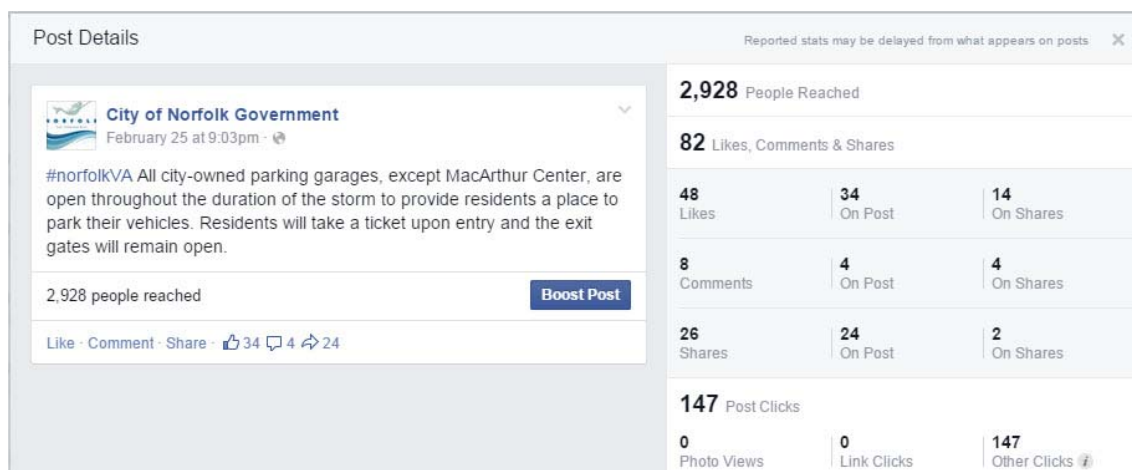 Post Details
Reported stats may be delayed from what appears on posts
City of Norfolk Government
February 25 at 9:03pm ·
#norfolkVA All city-owned parking garages, except MacArthur Center, are
open throughout the duration of the storm to provide residents a place to
park their vehicles. Residents will take a ticket upon entry and the exit
gates will remain open.
2,928 people reached
Boost Post
Like · Comment · Share · 34 4 24
2,928 People Reached
82 Likes, Comments & Shares
48 34 14
Likes On Post On Shares
8 4 4
Comments On Post On Shares
26 24 2
Shares On Post On Shares
147 Post Clicks
0 0 147
Photo Views Link Clicks Other Clicks i